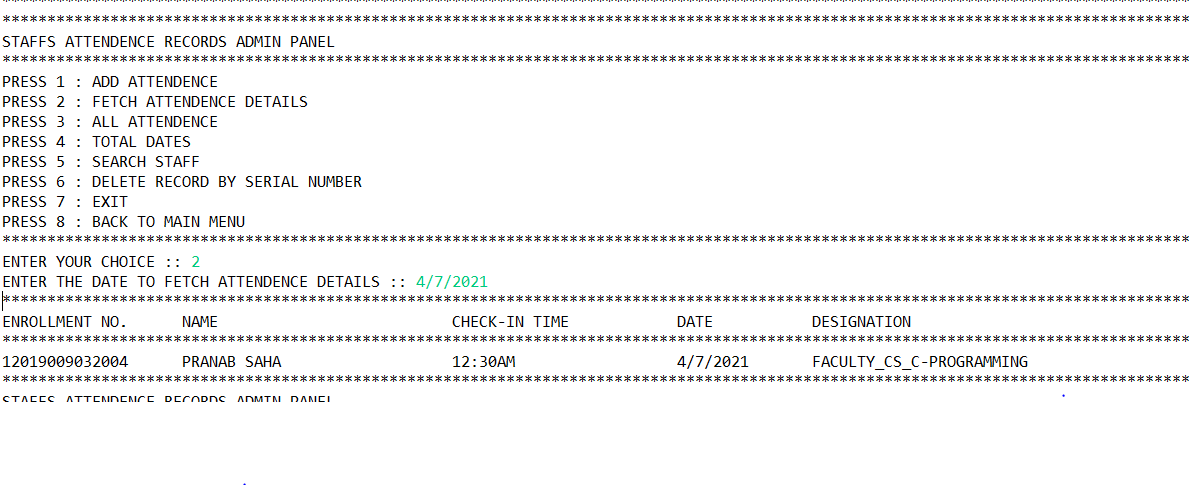 STAFFS ATTENDENCE RECORDS ADMIN PANEL
PRESS 1 : ADD ATTENDENCE
PRESS 2 : FETCH ATTENDENCE DETAILS
PRESS 3 : ALL ATTENDENCE
PRESS 4 : TOTAL DATES
PRESS 5 : SEARCH STAFF
PRESS 6 : DELETE RECORD BY SERIAL NUMBER
PRESS 7 : EXIT
PRESS 8 : BACK TO MAIN MENU
ENTER YOUR CHOICE :: 2
ENTER THE DATE TO FETCH ATTENDENCE DETAILS :: 4/7/2021
ENROLLMENT NO. NAME CHECK-IN TIME DATE DESIGNATION
12019009032004 PRANAB SAHA 12:30AM 4/7/2021 FACULTY_CS_C-PROGRAMMING
STAFFS ATTENDENCE RECORDS ADMIN PANEL